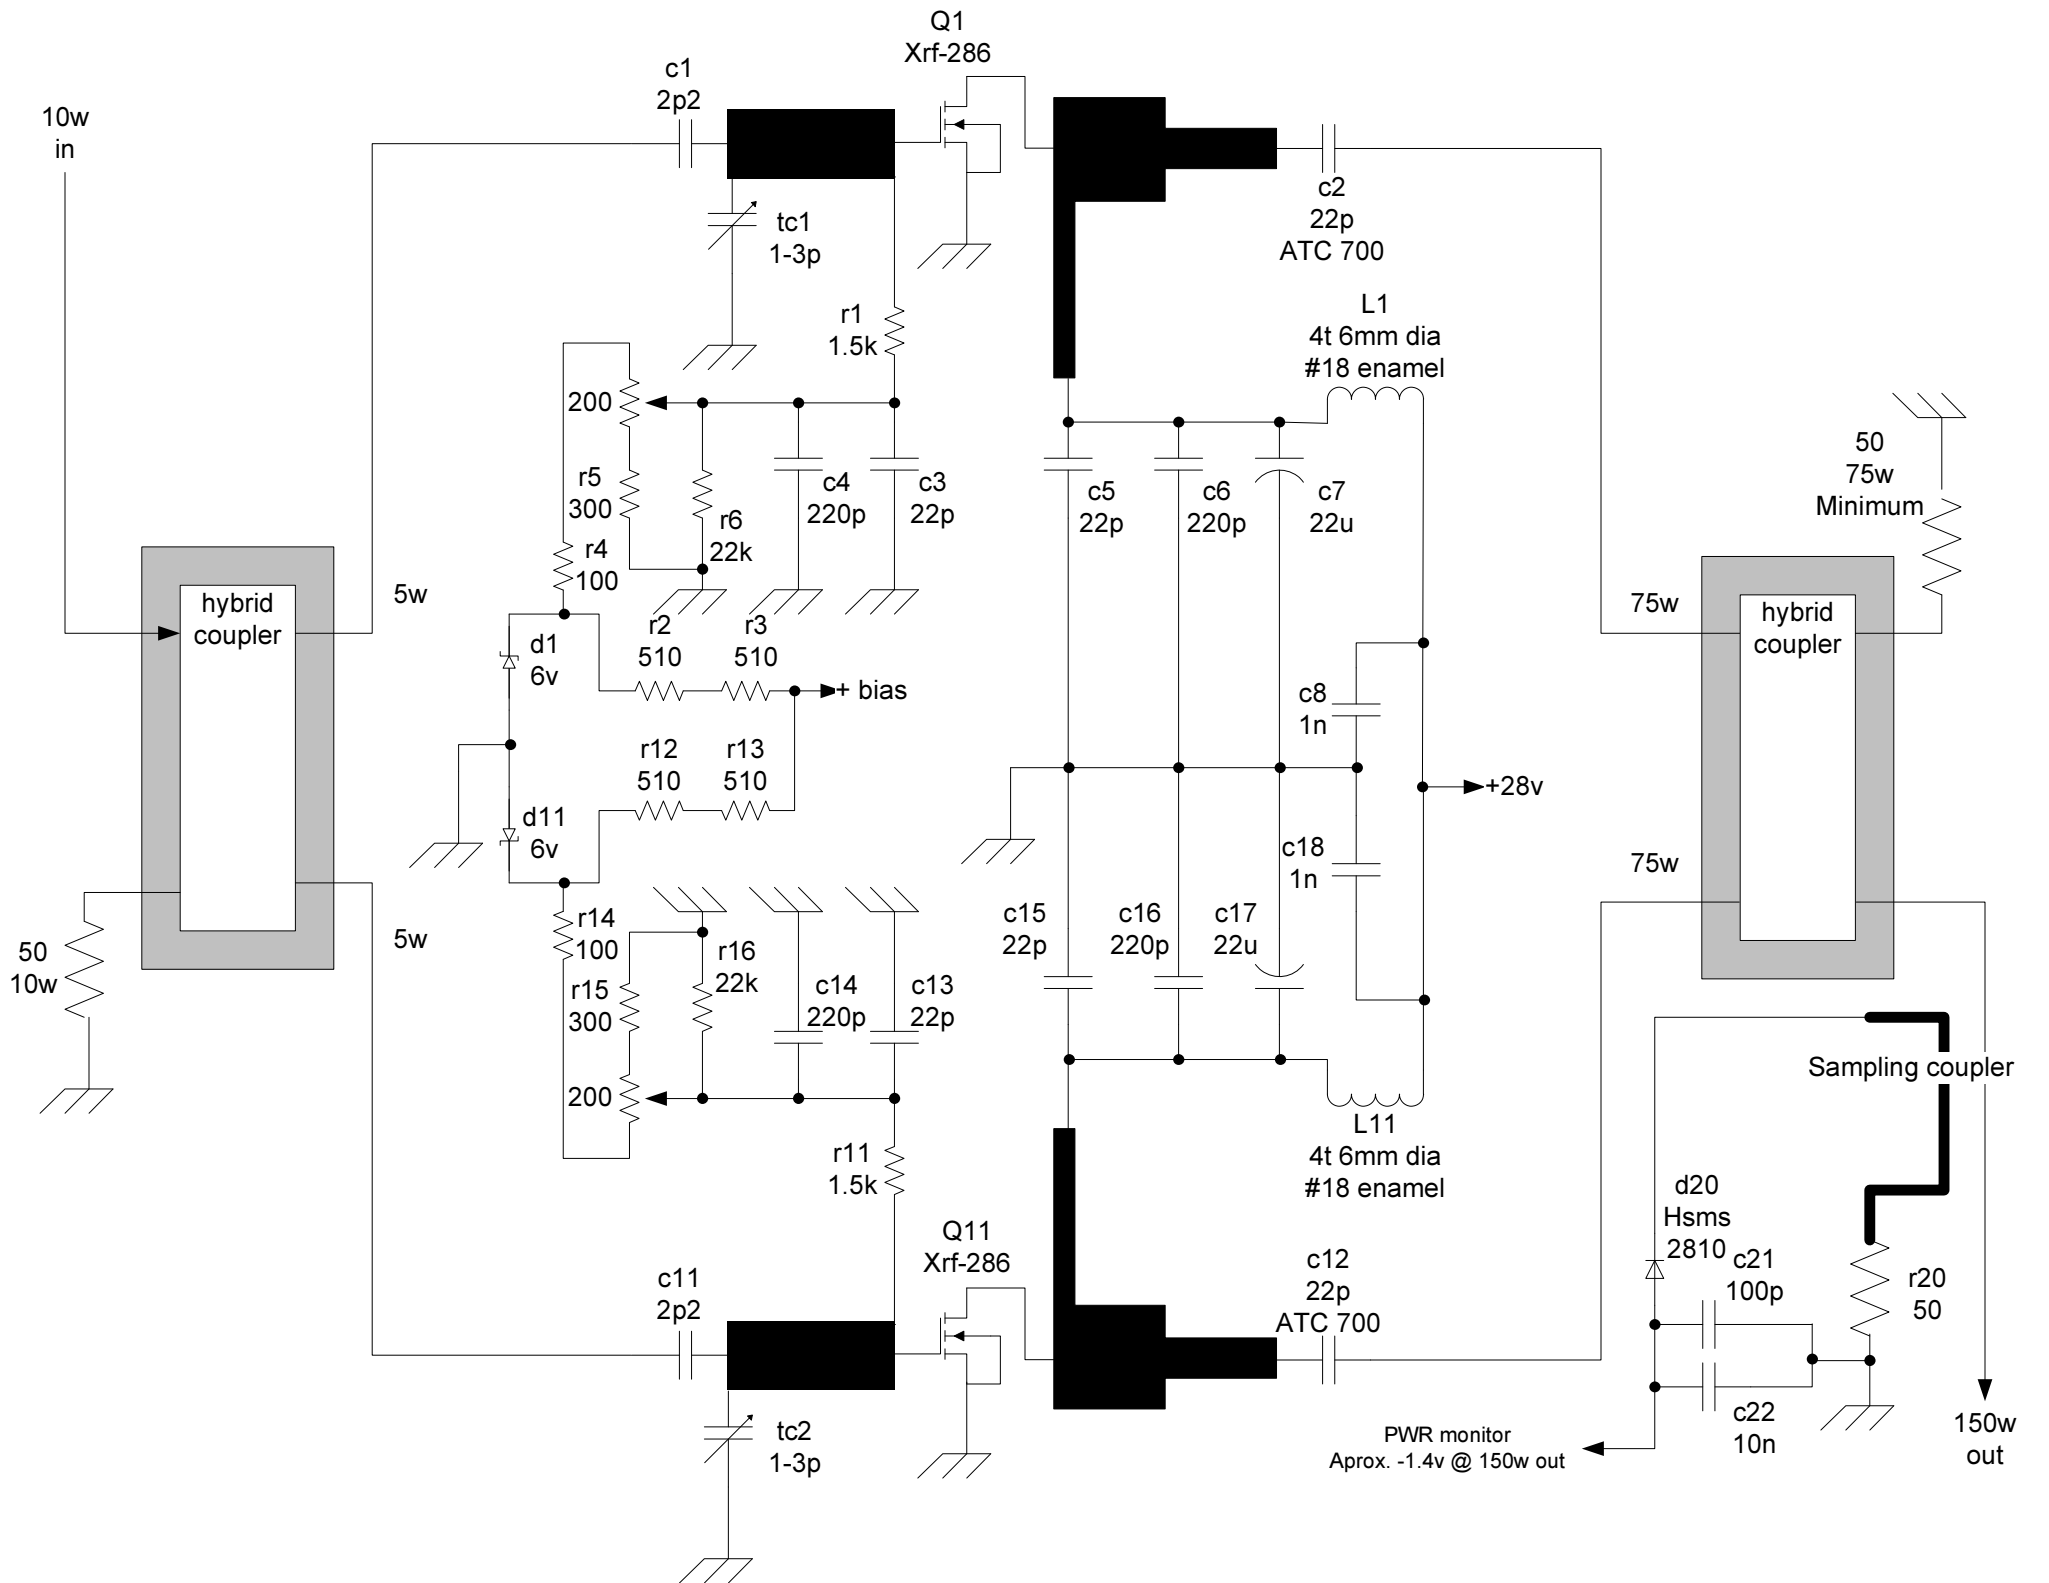 Q1
Xrf-286
c1
2p2
10w
in
tc1
1-3p
c2
22p
ATC 700
r1
1.5k
L1
4t 6mm dia
#18 enamel
200
r5
300
r6
22k
c4
220p
c3
22p
c5
22p
c6
220p
c7
22u
50
75w
Minimum
r4
100
5w
hybrid
coupler
75w
hybrid
coupler
r2
510
r3
510
d1
6v
+ bias
c8
1n
r12
510
r13
510
+28v
d11
6v
c18
1n
75w
r14
100
5w
50
10w
r16
22k
r15
300
c14
220p
c13
22p
c15
22p
c16
220p
c17
22u
200
Sampling coupler
r11
1.5k
L11
4t 6mm dia
#18 enamel
d20
Hsms
2810
c21
100p
r20
50
Q11
Xrf-286
c11
2p2
c12
22p
ATC 700
tc2
1-3p
c22
10n
PWR monitor
Aprox. -1.4v @ 150w out
150w
out